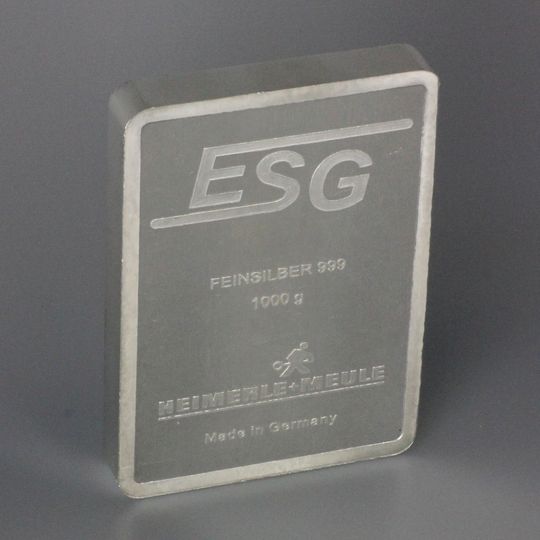 ESG
FEINSILBER 999
1000 g
HEIMERLE+MEULE
Made in Germany